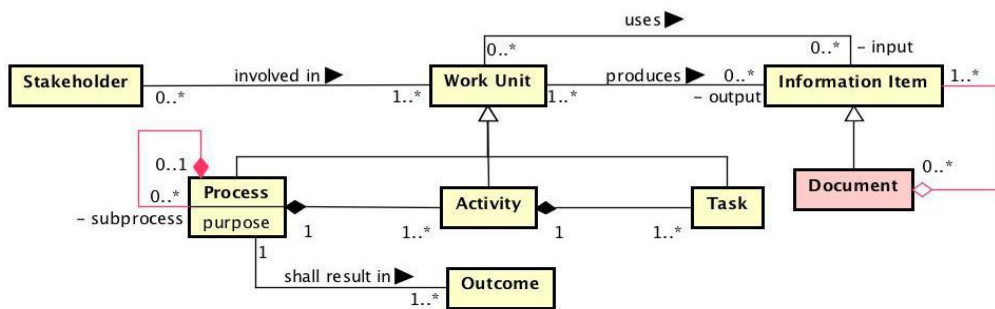 uses ▶
0..*
0..*
– input
Stakeholder
involved in ▶
Work Unit
produces ▶
0..*
Information Item
1..*
0..*
1..*
1..*
– output
0..1
0..*
0..*
Process
Activity
Task
Document
– subprocess
purpose
1
1..*
1
1..*
1
shall result in ▶
Outcome
1..*